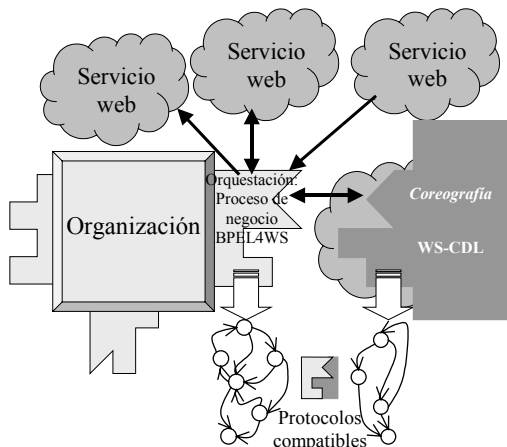 Servicio
web
Servicio
web
Servicio
web
Organización
Orquestación:
Proceso de
negocio
BPEL4WS
Coreografía
WS-CDL
Protocolos
compatibles